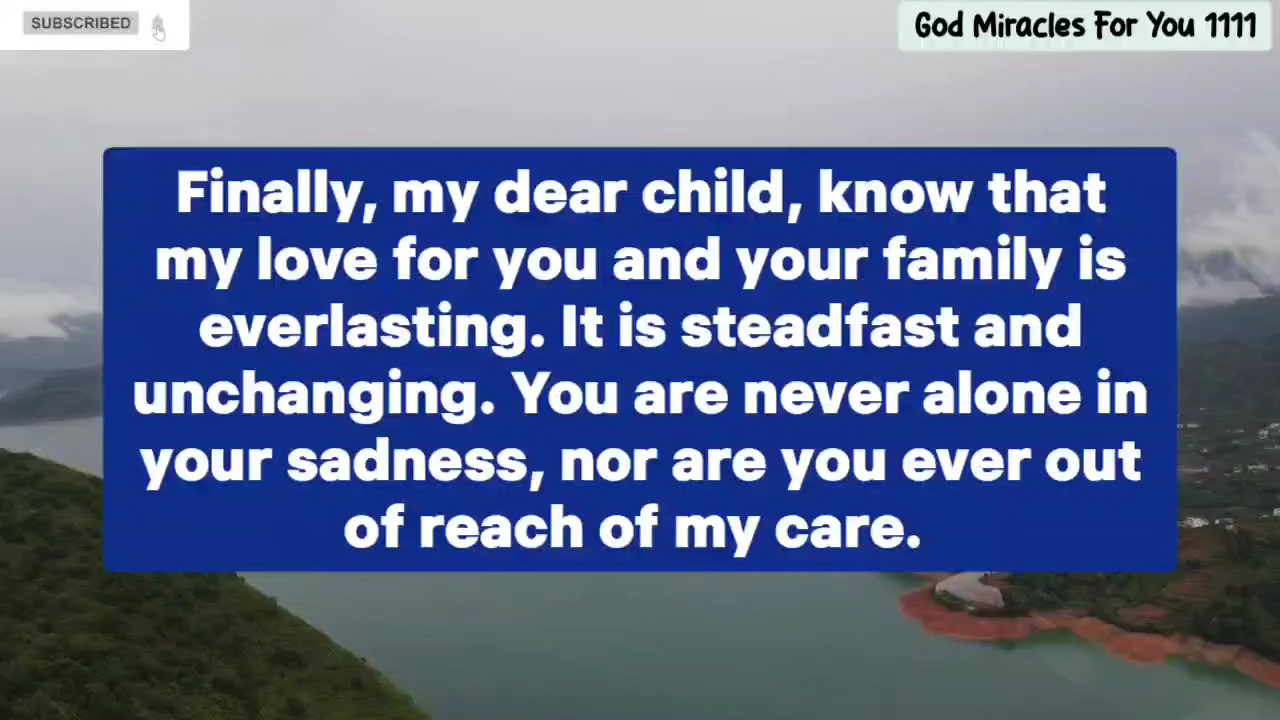 SUBSCRIBED
God Miracles For You 1111
Finally, my dear child, know that
my love for you and your family is
everlasting. It is steadfast and
unchanging. You are never alone in
your sadness, nor are you ever out
of reach of my care.